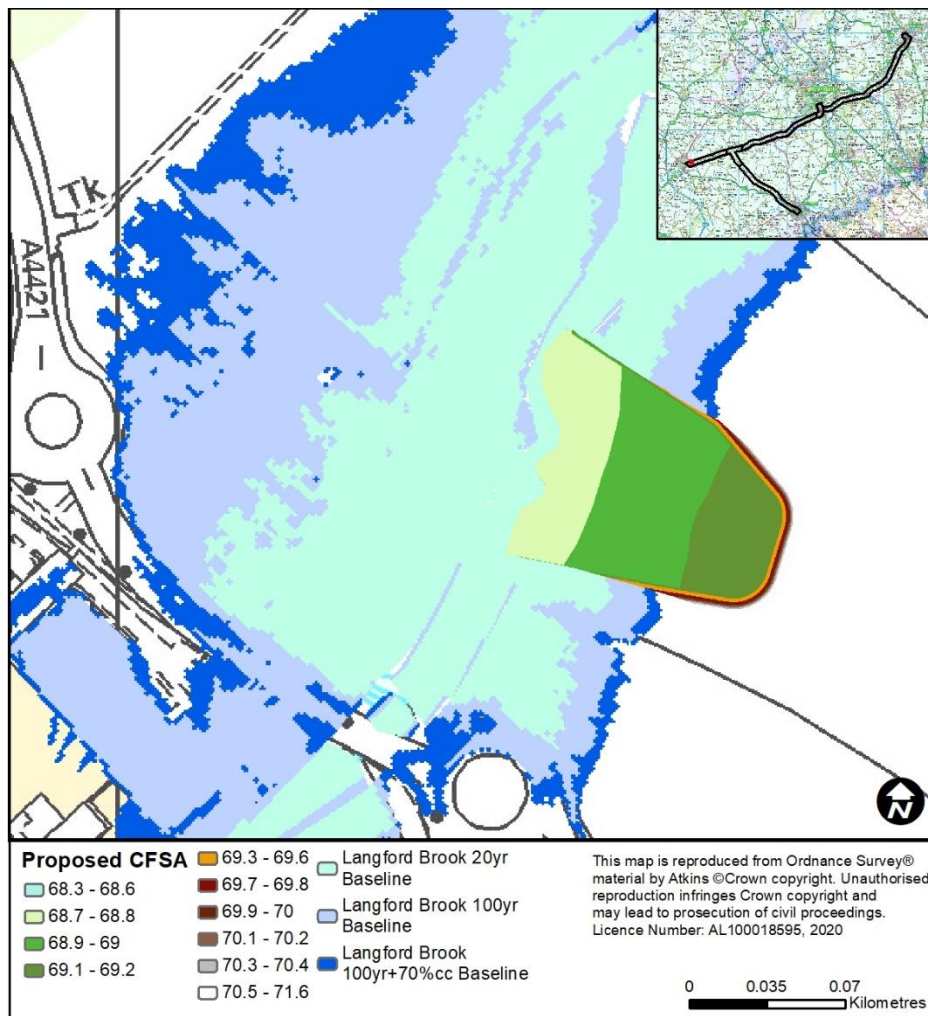 Tk
A4421
N
Proposed CFSA
68.3 - 68.6
68.7 - 68.8
68.9 - 69
69.1 - 69.2
69.3 - 69.6
69.7 - 69.8
69.9 - 70
70.1 - 70.2
70.3 - 70.4
70.5 - 71.6
Langford Brook 20yr
Baseline
Langford Brook 100yr
Baseline
Langford Brook
100yr+70%cc Baseline
This map is reproduced from Ordnance Survey®
material by Atkins ©Crown copyright. Unauthorised
reproduction infringes Crown copyright and
may lead to prosecution of civil proceedings.
Licence Number: AL100018595, 2020
0 0.035 0.07
Kilometres